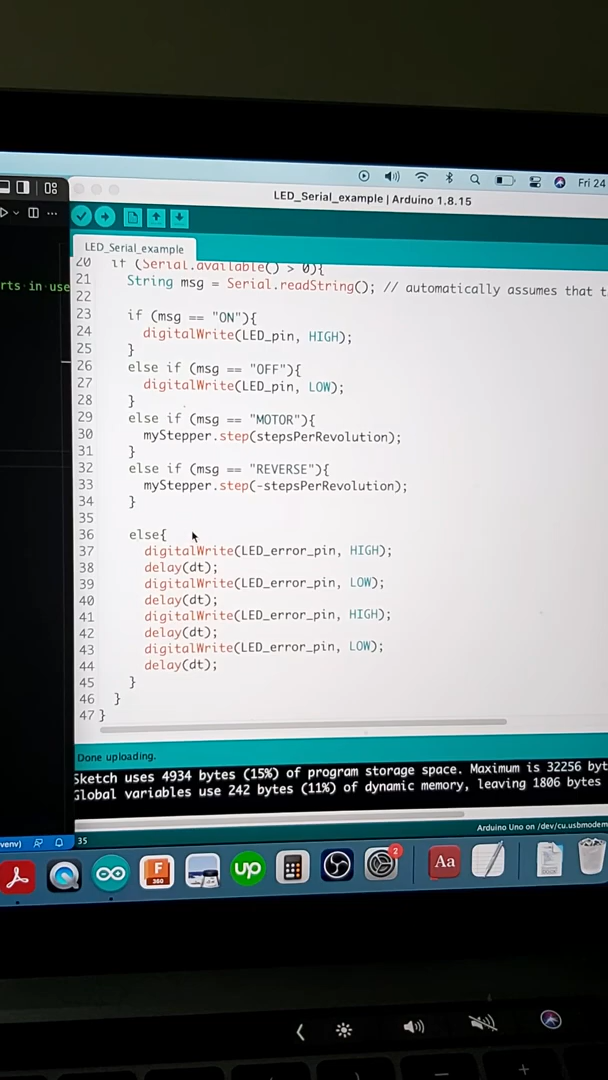 Fri 24
LED_Serial_example | Arduino 1.8.15
LED_Serial_example
rts in use
20 if (Serial.available() > 0){
21 String msg = Serial.readString(); // automatically assumes that t
22
23 if (msg == "ON"){
24 digitalWrite(LED_pin, HIGH);
25 }
26 else if (msg == "OFF"){
27 digitalWrite(LED_pin, LOW);
28 }
29 else if (msg == "MOTOR"){
30 myStepper.step(stepsPerRevolution);
31 }
32 else if (msg == "REVERSE"){
33 myStepper.step(-stepsPerRevolution);
34 }
35
36 else{
37 digitalWrite(LED_error_pin, HIGH);
38 delay(dt);
39 digitalWrite(LED_error_pin, LOW);
40 delay(dt);
41 digitalWrite(LED_error_pin, HIGH);
42 delay(dt);
43 digitalWrite(LED_error_pin, LOW);
44 delay(dt);
45 }
46 }
47 }
Done uploading.
Sketch uses 4934 bytes (15%) of program storage space. Maximum is 32256 byt
Global variables use 242 bytes (11%) of dynamic memory, leaving 1806 bytes
venv) 35 Arduino Uno on /dev/cu.usbmodem
F
360
up
2
Aa